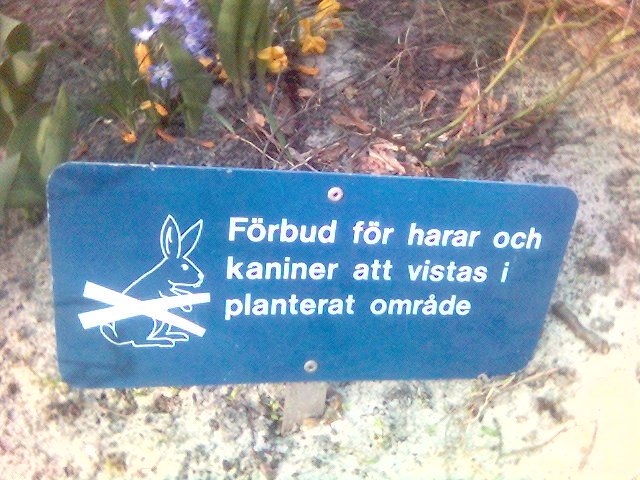 Förbud för harar och
kaniner att vistas i
planterat område